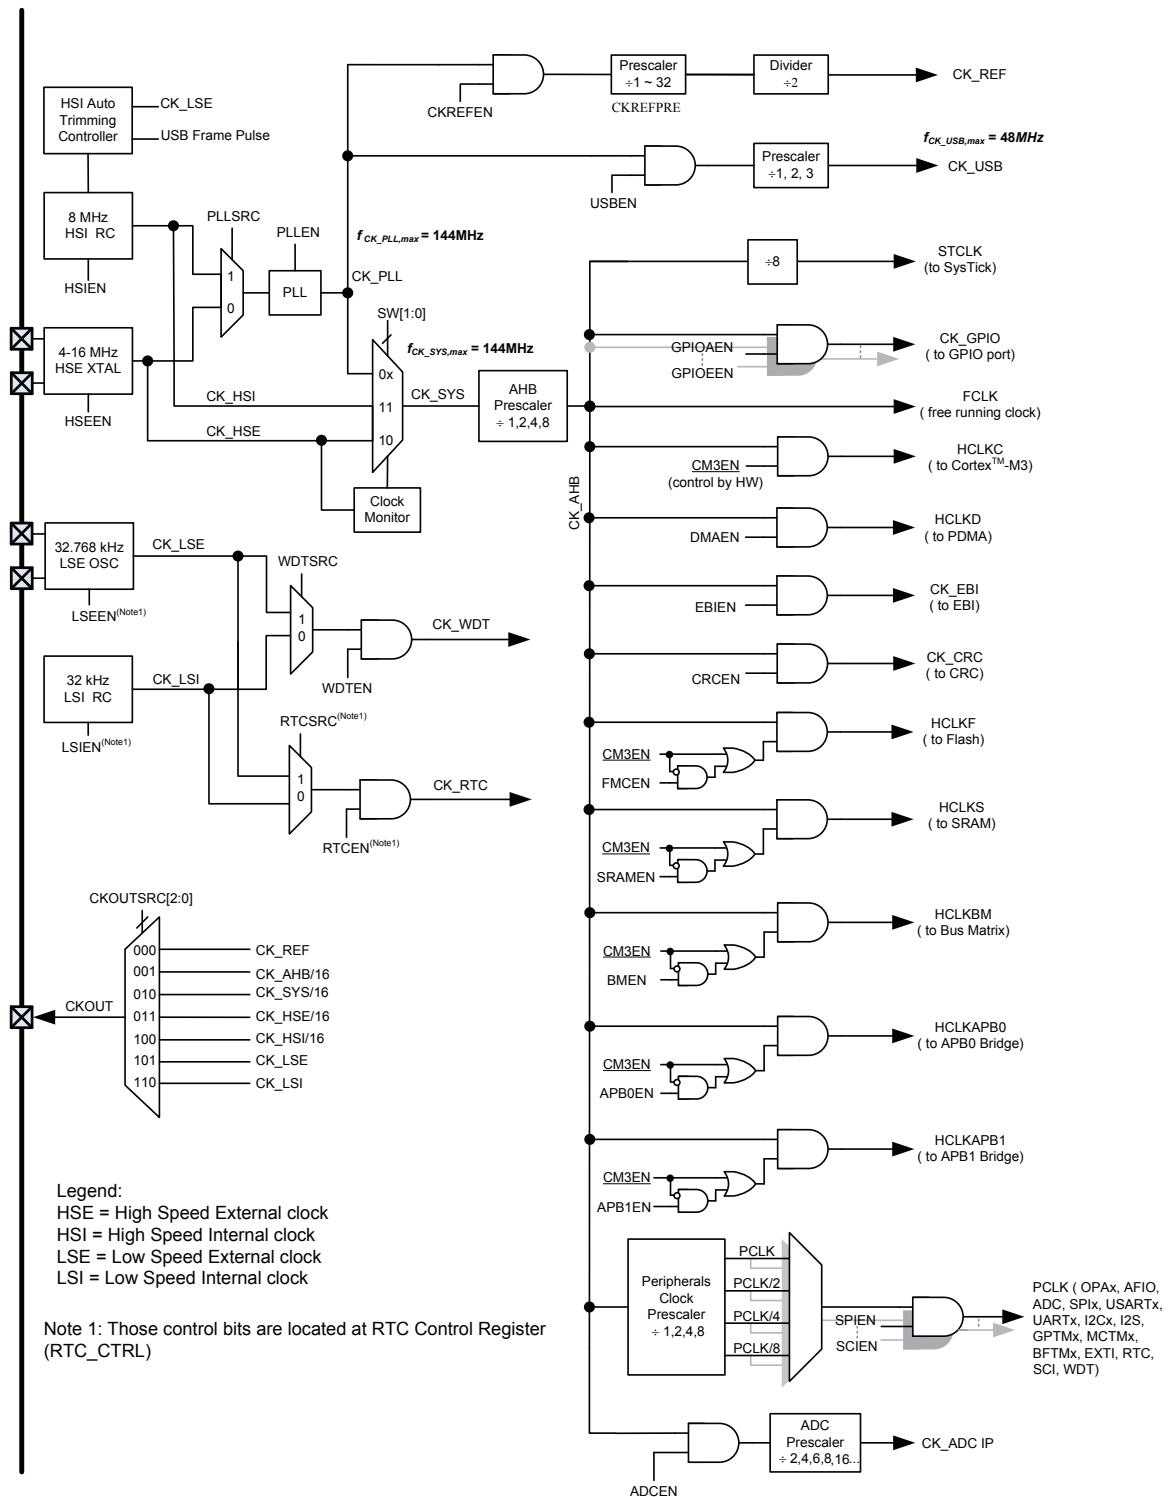 Prescaler
÷1 ~ 32
CKREFPRE
Divider
÷2
CK_REF
CKREFEN
HSI Auto
Trimming
Controller
CK_LSE
USB Frame Pulse
fCK_USB,max = 48MHz
Prescaler
÷1, 2, 3
CK_USB
USBEN
8 MHz
HSI RC
HSIEN
PLLSRC
1
0
PLLEN
PLL
fCK_PLL,max = 144MHz
CK_PLL
STCLK
(to SysTick)
÷8
SW[1:0]
fCK_SYS,max = 144MHz
4-16 MHz
HSE XTAL
HSEEN
CK_HSI
CK_HSE
0x
11
10
CK_SYS
AHB
Prescaler
÷ 1,2,4,8
Clock
Monitor
CK_AHB
GPIOAEN
GPIOEEN
CK_GPIO
( to GPIO port)
FCLK
( free running clock)
CM3EN
(control by HW)
HCLKC
( to Cortex™-M3)
DMAEN
HCLKD
( to PDMA)
32.768 kHz
LSE OSC
LSEEN(Note1)
CK_LSE
WDTSRC
1
0
CK_WDT
WDTEN
EBIEN
CK_EBI
( to EBI)
32 kHz
LSI RC
LSIEN(Note1)
CK_LSI
CRCEN
CK_CRC
( to CRC)
RTCSRC(Note1)
1
0
CK_RTC
RTCEN(Note1)
CM3EN
FMCEN
HCLKF
( to Flash)
CM3EN
SRAMEN
HCLKS
( to SRAM)
CKOUTSRC[2:0]
000
CK_REF
001
CK_AHB/16
010
CK_SYS/16
CKOUT
011
CK_HSE/16
100
CK_HSI/16
101
CK_LSE
110
CK_LSI
CM3EN
BMEN
HCLKBM
( to Bus Matrix)
CM3EN
APB0EN
HCLKAPB0
( to APB0 Bridge)
CM3EN
APB1EN
HCLKAPB1
( to APB1 Bridge)
Legend:
HSE = High Speed External clock
HSI = High Speed Internal clock
LSE = Low Speed External clock
LSI = Low Speed Internal clock
Note 1: Those control bits are located at RTC Control Register
(RTC_CTRL)
Peripherals
Clock
Prescaler
÷ 1,2,4,8
PCLK
PCLK/2
PCLK/4
PCLK/8
SPIEN
SCIEN
PCLK ( OPAx, AFIO,
ADC, SPIx, USARTx,
UARTx, I2Cx, I2S,
GPTMx, MCTMx,
BFTMx, EXTI, RTC,
SCI, WDT)
ADCEN
ADC
Prescaler
÷ 2,4,6,8,16...
CK_ADC IP